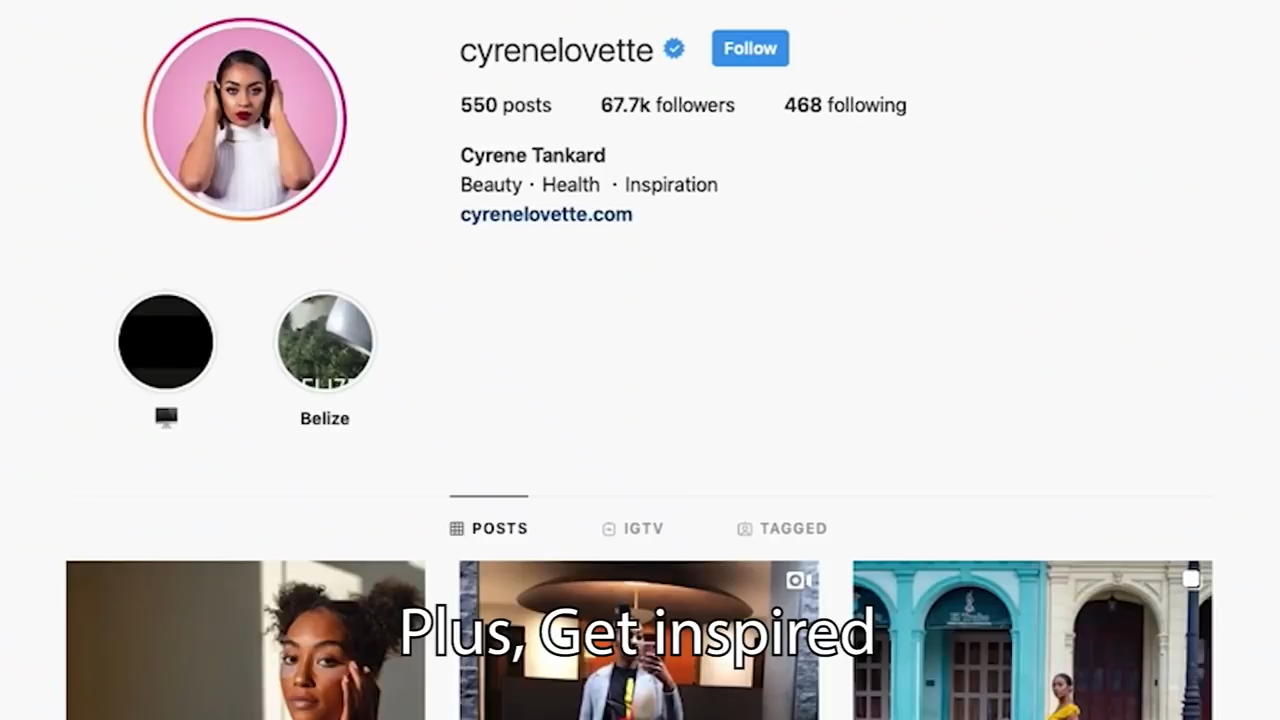 cyrenelovette Follow
550 posts 67.7k followers 468 following
Cyrene Tankard
Beauty · Health · Inspiration
cyrenelovette.com
Belize
POSTS IGTV TAGGED
Plus, Get inspired